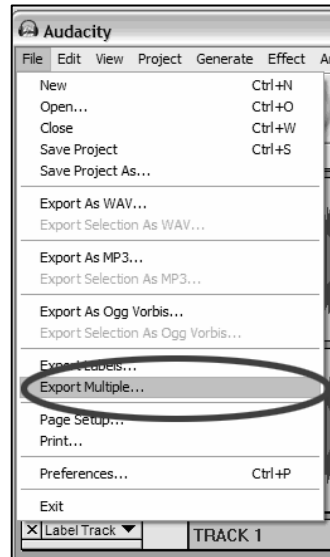 Audacity
File Edit View Project Generate Effect
New Ctrl+N
Open... Ctrl+O
Close Ctrl+W
Save Project Ctrl+S
Save Project As...
Export As WAV...
Export Selection As WAV...
Export As MP3...
Export Selection As MP3...
Export As Ogg Vorbis...
Export Selection As Ogg Vorbis...
Export Labels...
Export Multiple...
Page Setup...
Print...
Preferences... Ctrl+P
Exit
X Label Track TRACK 1